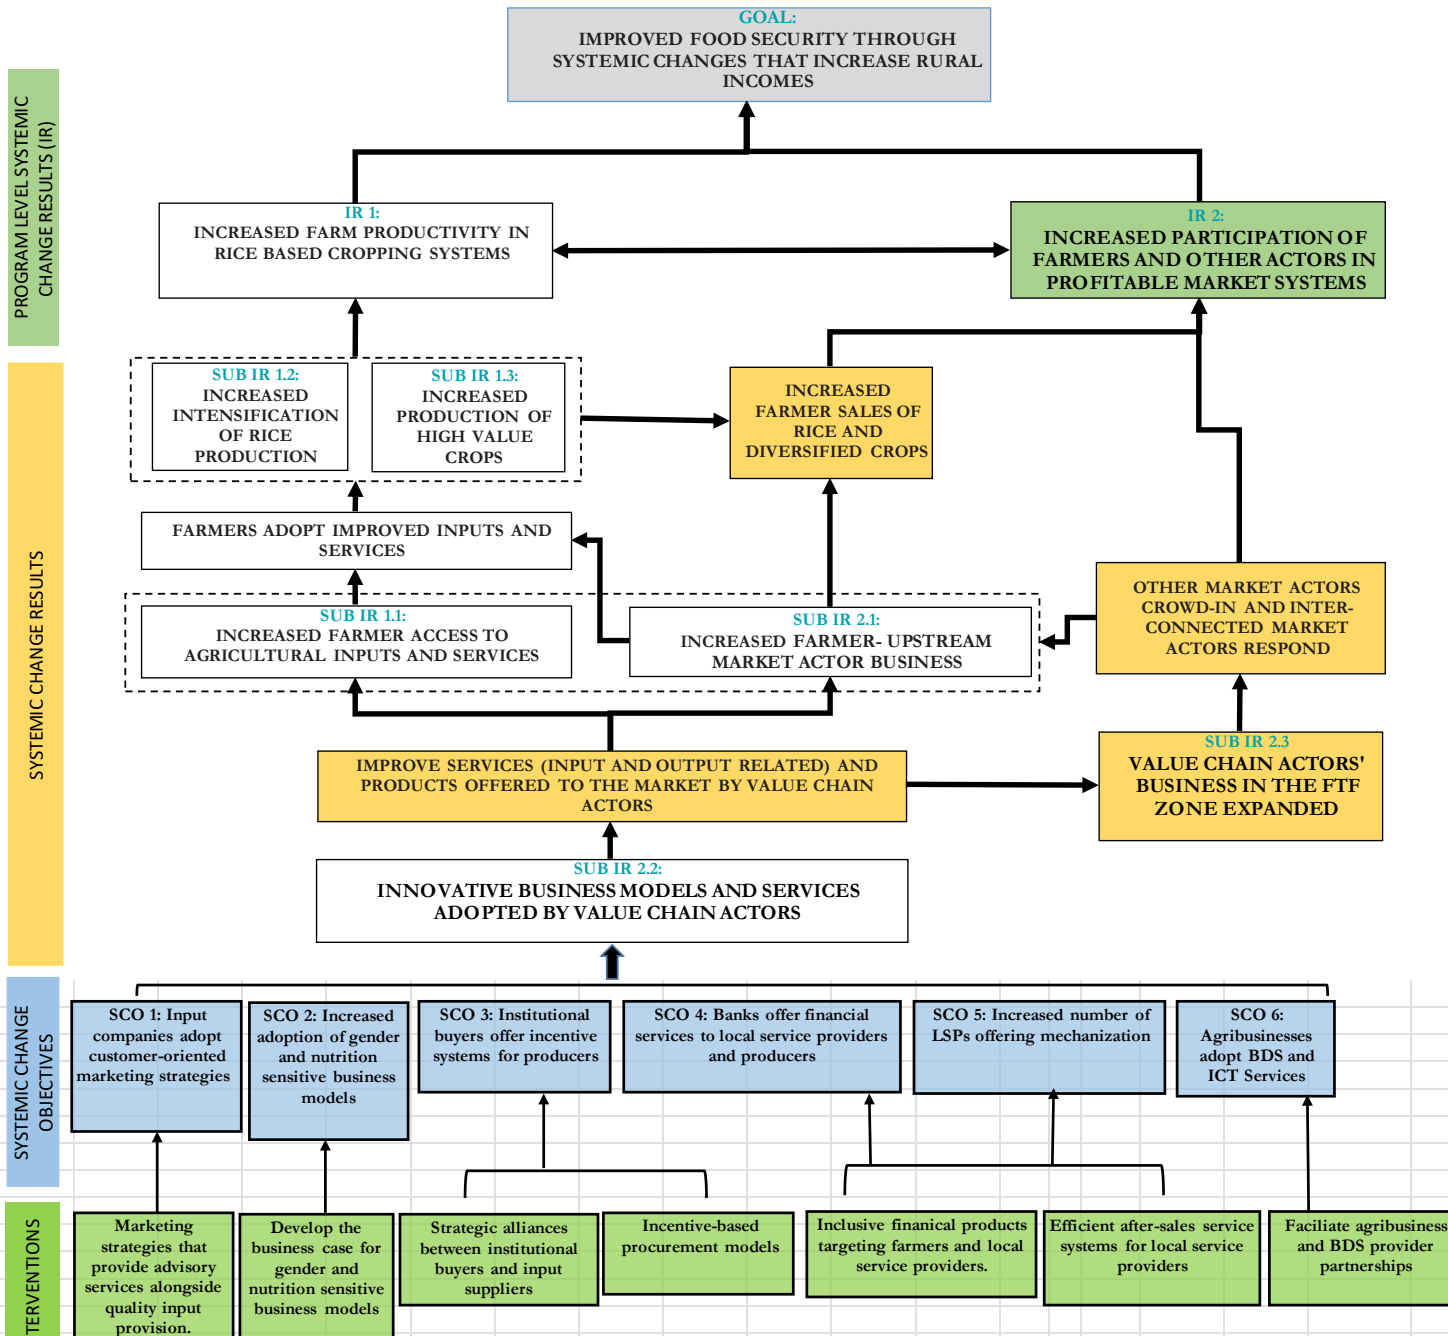 GOAL:
IMPROVED FOOD SECURITY THROUGH
SYSTEMIC CHANGES THAT INCREASE RURAL
INCOMES
PROGRAM LEVEL SYSTEMIC
CHANGE RESULTS (IR)
IR 1:
INCREASED FARM PRODUCTIVITY IN
RICE BASED CROPPING SYSTEMS
IR 2:
INCREASED PARTICIPATION OF
FARMERS AND OTHER ACTORS IN
PROFITABLE MARKET SYSTEMS
SYSTEMIC CHANGE RESULTS
SUB IR 1.2:
INCREASED
INTENSIFICATION
OF RICE
PRODUCTION
SUB IR 1.3:
INCREASED
PRODUCTION OF
HIGH VALUE
CROPS
INCREASED
FARMER SALES OF
RICE AND
DIVERSIFIED CROPS
FARMERS ADOPT IMPROVED INPUTS AND
SERVICES
SUB IR 1.1:
INCREASED FARMER ACCESS TO
AGRICULTURAL INPUTS AND SERVICES
SUB IR 2.1:
INCREASED FARMER- UPSTREAM
MARKET ACTOR BUSINESS
OTHER MARKET ACTORS
CROWD-IN AND INTER-
CONNECTED MARKET
ACTORS RESPOND
IMPROVE SERVICES (INPUT AND OUTPUT RELATED) AND
PRODUCTS OFFERED TO THE MARKET BY VALUE CHAIN
ACTORS
SUB IR 2.3
VALUE CHAIN ACTORS'
BUSINESS IN THE FTF
ZONE EXPANDED
SUB IR 2.2:
INNOVATIVE BUSINESS MODELS AND SERVICES
ADOPTED BY VALUE CHAIN ACTORS
SYSTEMIC CHANGE
OBJECTIVES
SCO 1: Input
companies adopt
customer-oriented
marketing strategies
SCO 2: Increased
adoption of gender
and nutrition
sensitive business
models
SCO 3: Institutional
buyers offer incentive
systems for producers
SCO 4: Banks offer financial
services to local service providers
and producers
SCO 5: Increased number of
LSPs offering mechanization
SCO 6:
Agribusinesses
adopt BDS and
ICT Services
TERVENTIONS
Marketing
strategies that
provide advisory
services alongside
quality input
provision.
Develop the
business case for
gender and
nutrition sensitive
business models
Strategic alliances
between institutional
buyers and input
suppliers
Incentive-based
procurement models
Inclusive finanical products
targeting farmers and local
service providers.
Efficient after-sales service
systems for local service
providers
Faciliate agribusiness
and BDS provider
partnerships